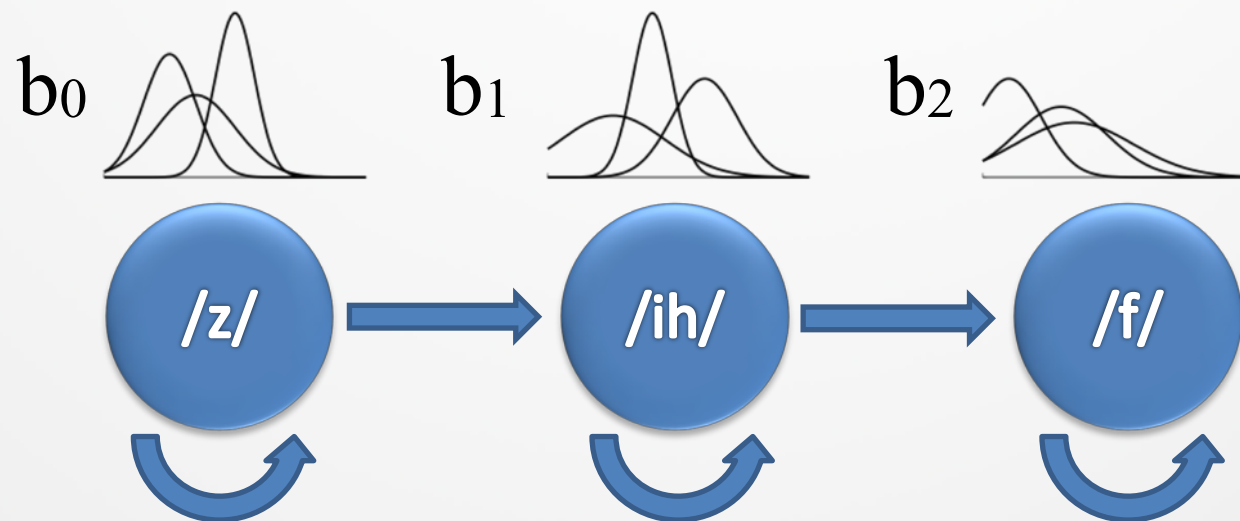 b₀ b₁ b₂
/z/ /ih/ /f/